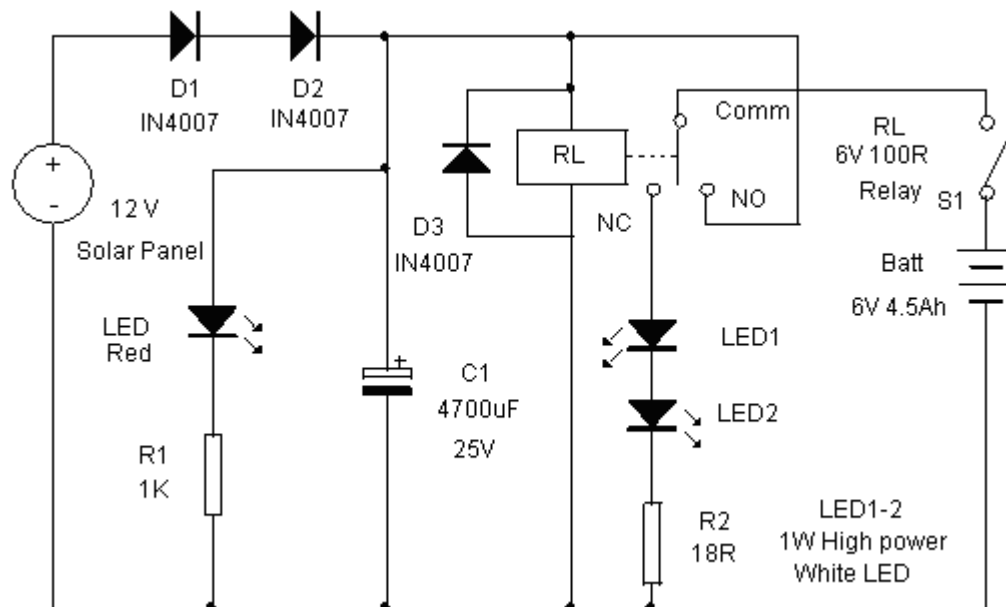 D1
IN4007
D2
IN4007
+
-
12 V
Solar Panel
LED
Red
R1
1K
+
C1
4700uF
25V
D3
IN4007
RL
Comm
NC
NO
RL
6V 100R
Relay
S1
Batt
6V 4.5Ah
LED1
LED2
R2
18R
LED1-2
1W High power
White LED